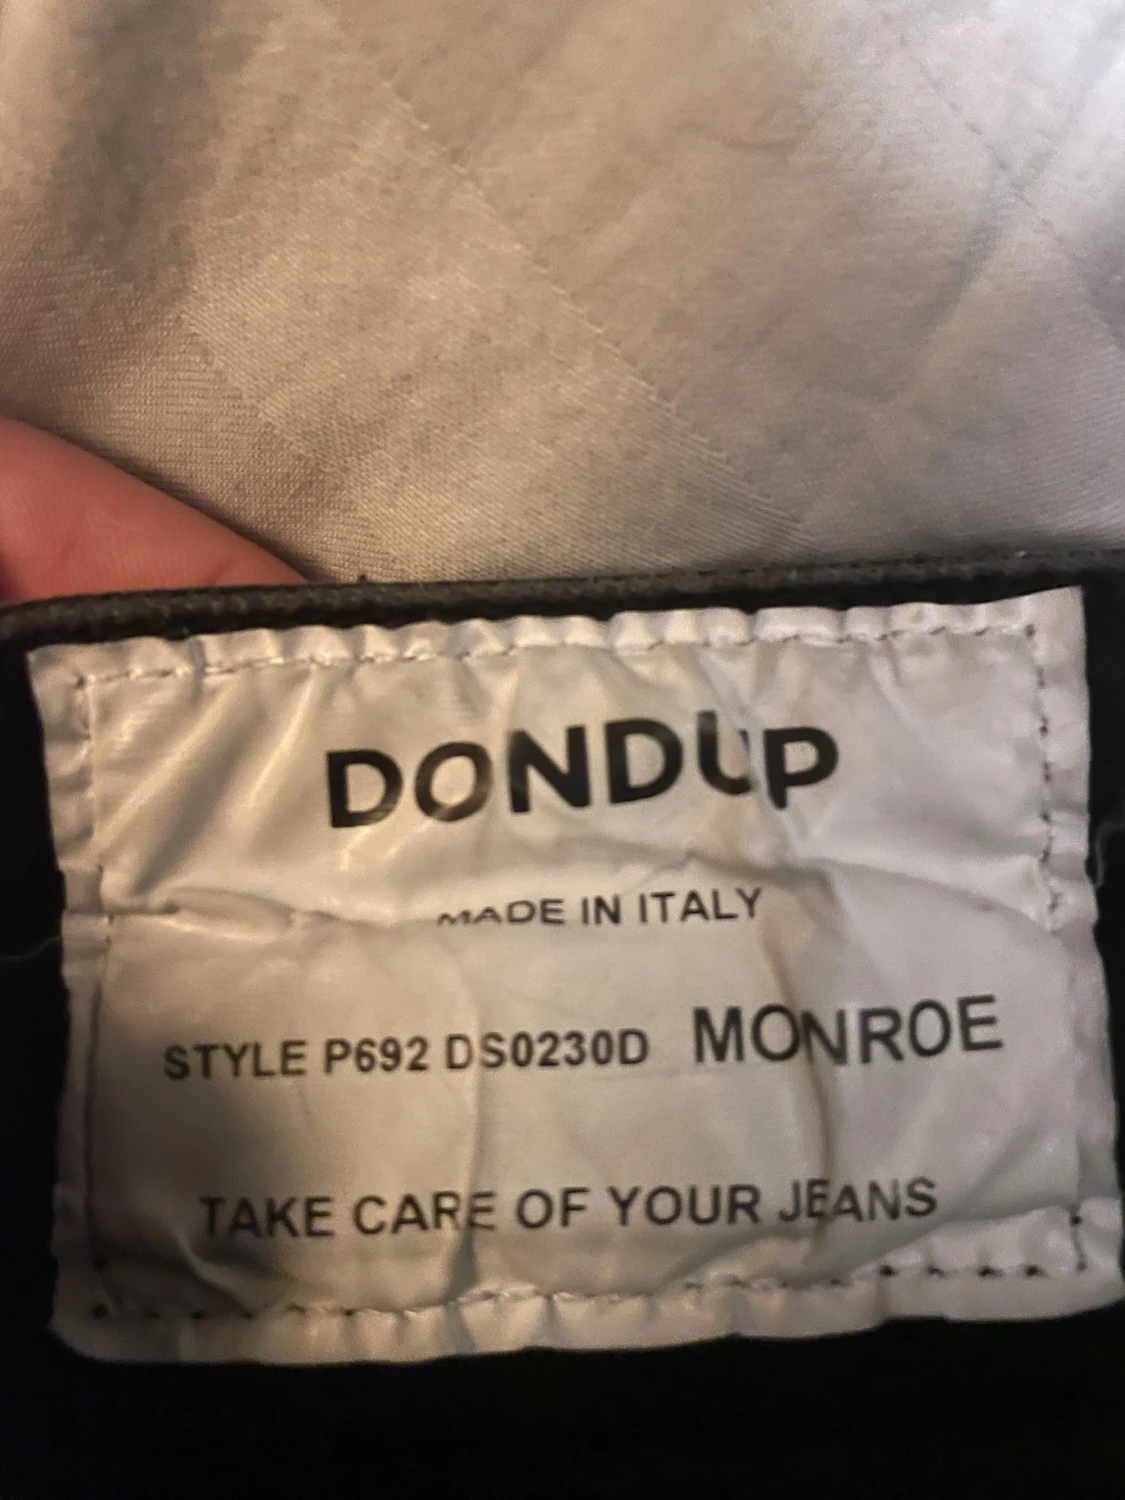 DONDUP
MADE IN ITALY
STYLE P692 DS0230D MONROE
TAKE CARE OF YOUR JEANS